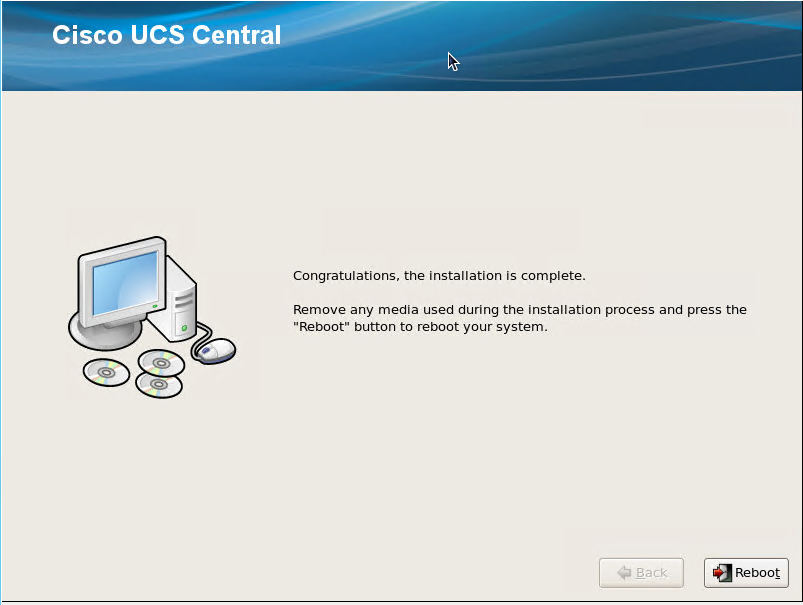 Cisco UCS Central
Congratulations, the installation is complete.
Remove any media used during the installation process and press the
"Reboot" button to reboot your system.
Back
Reboot